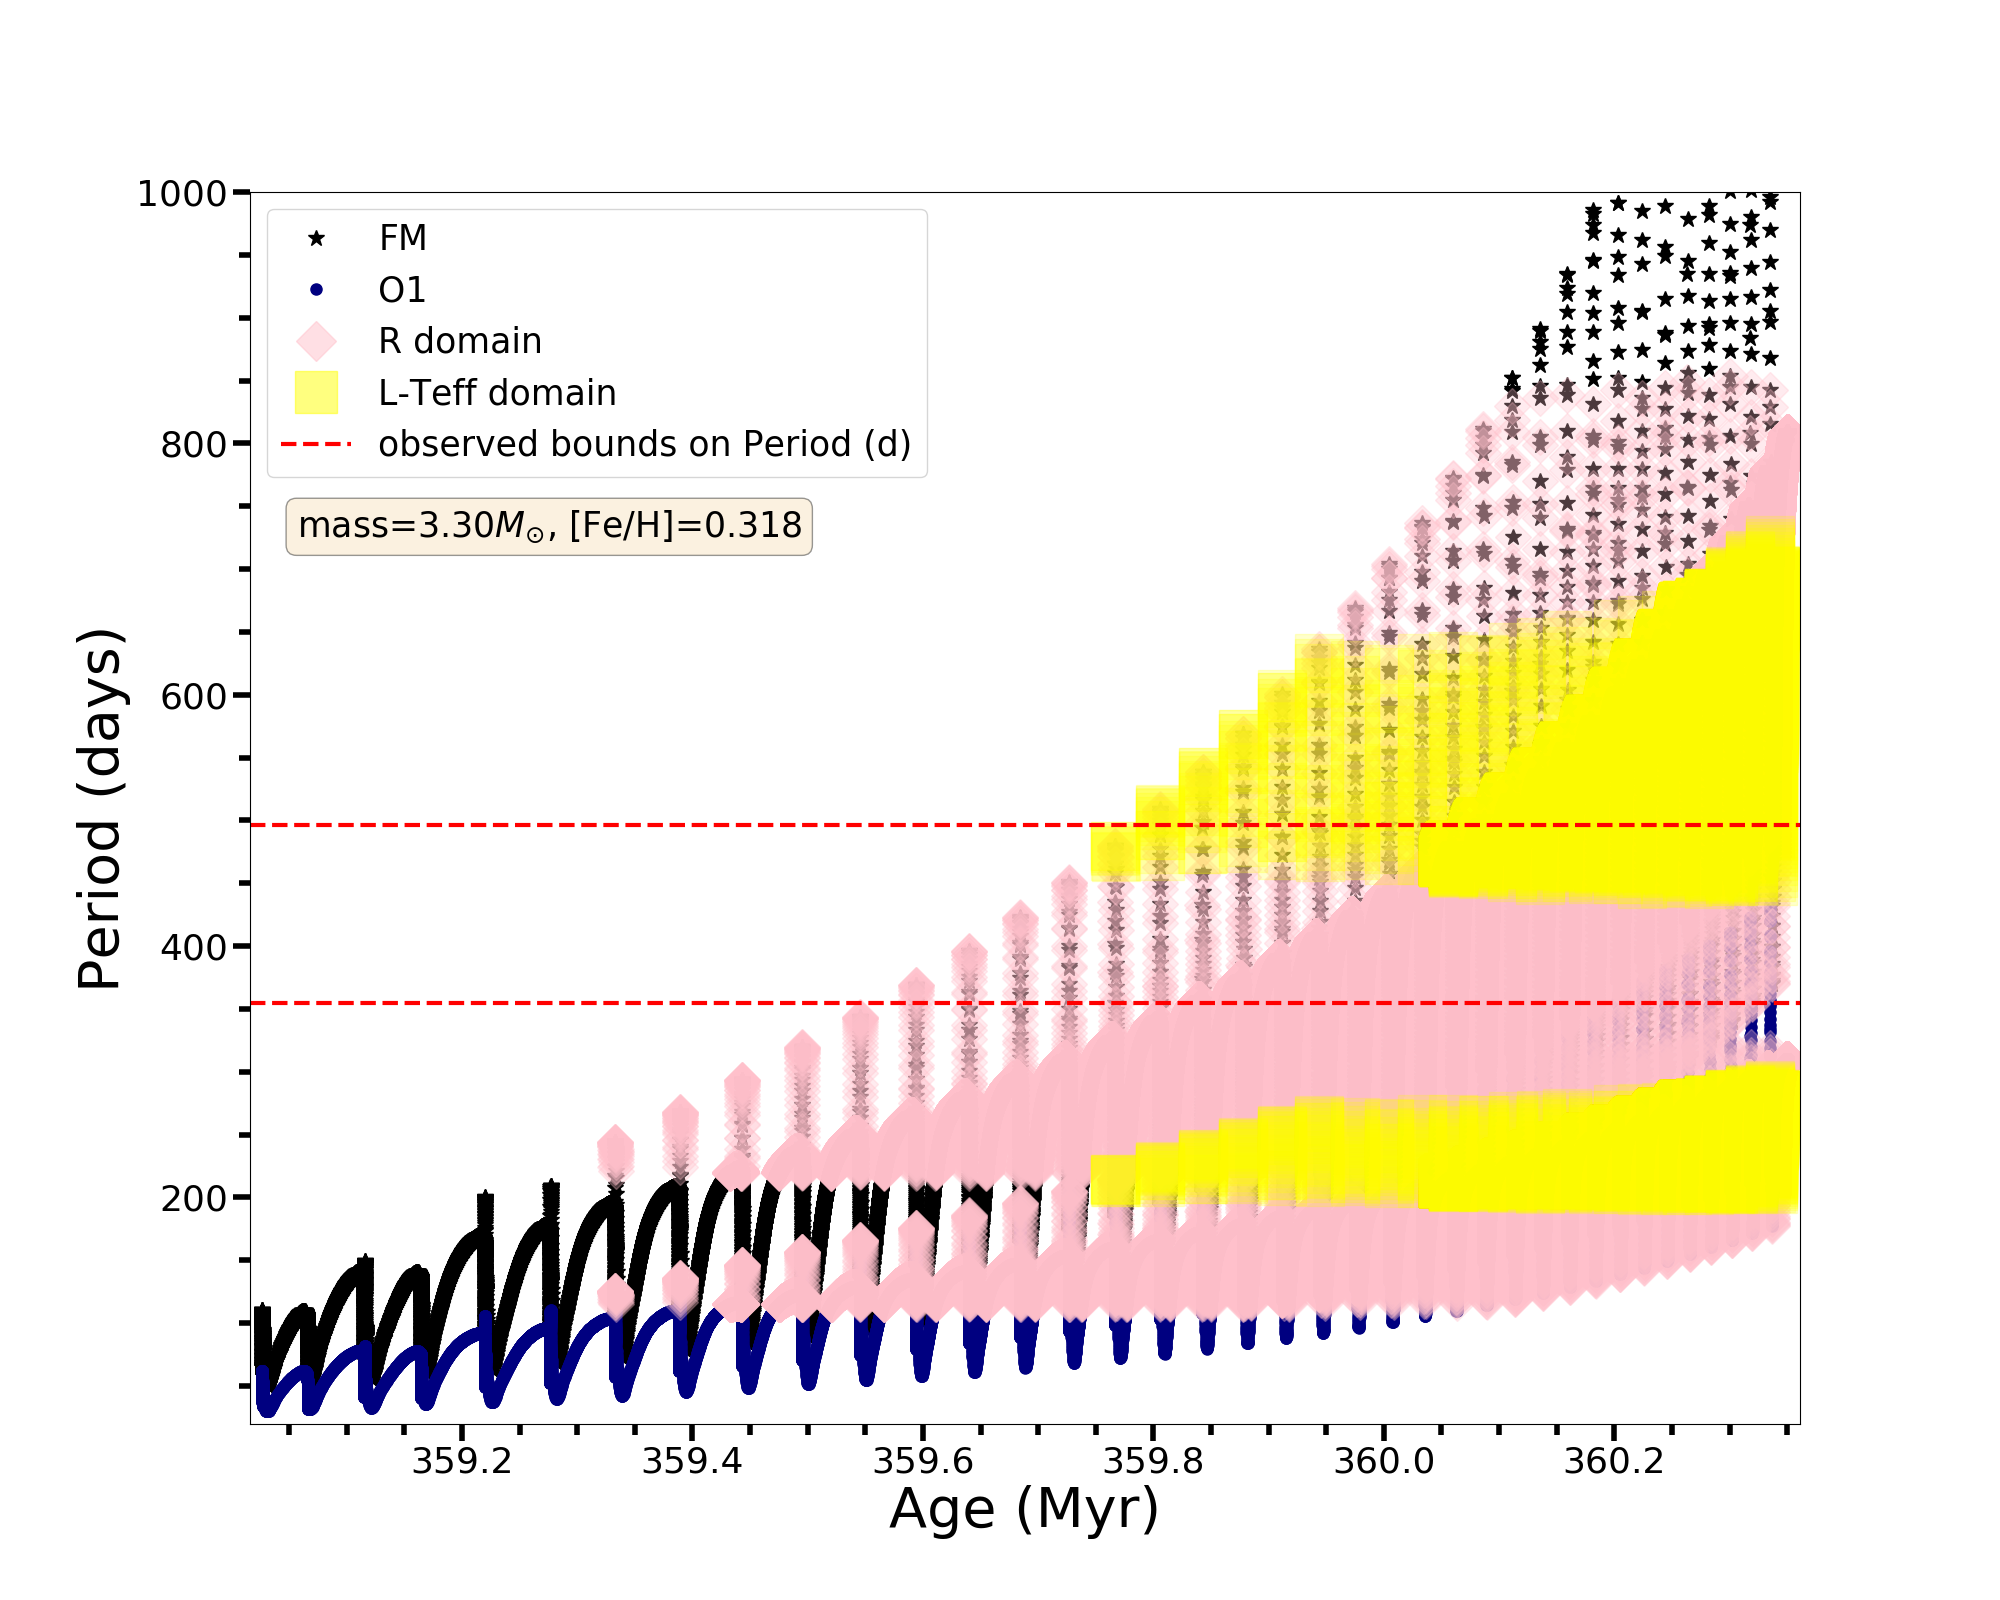 1000
800
600
400
200
Period (days)
FM
O1
R domain
L-Teff domain
observed bounds on Period (d)
mass=3.30M⊙, [Fe/H]=0.318
359.2 359.4 359.6 359.8 360.0 360.2
Age (Myr)